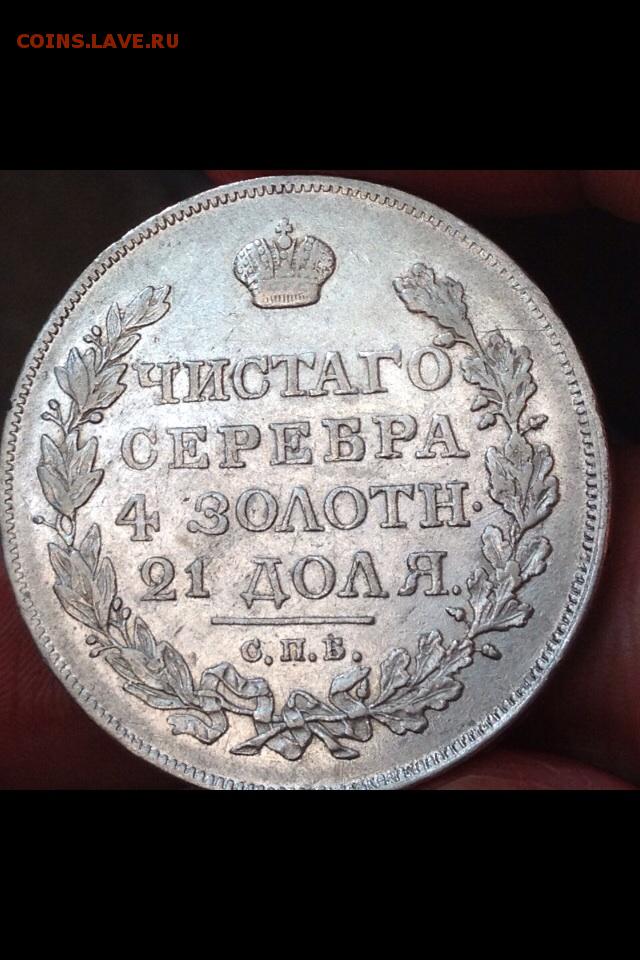 COINS.LAVE.RU
ЧИСТАГО
СЕРЕБРА
4 ЗОЛОТН·
21 ДОЛЯ.
С.П.Б.